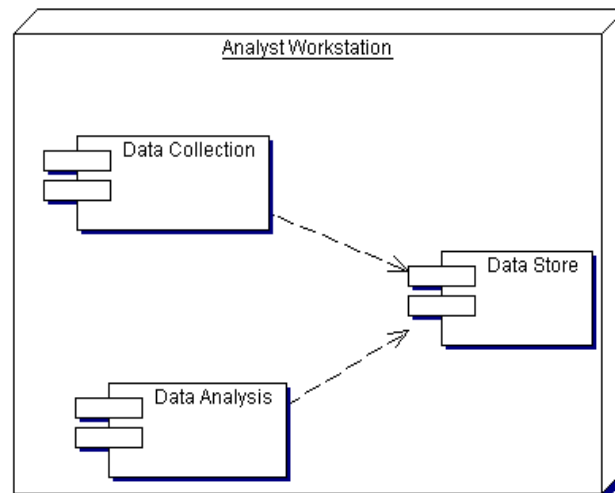 Analyst Workstation
Data Collection
Data Store
Data Analysis